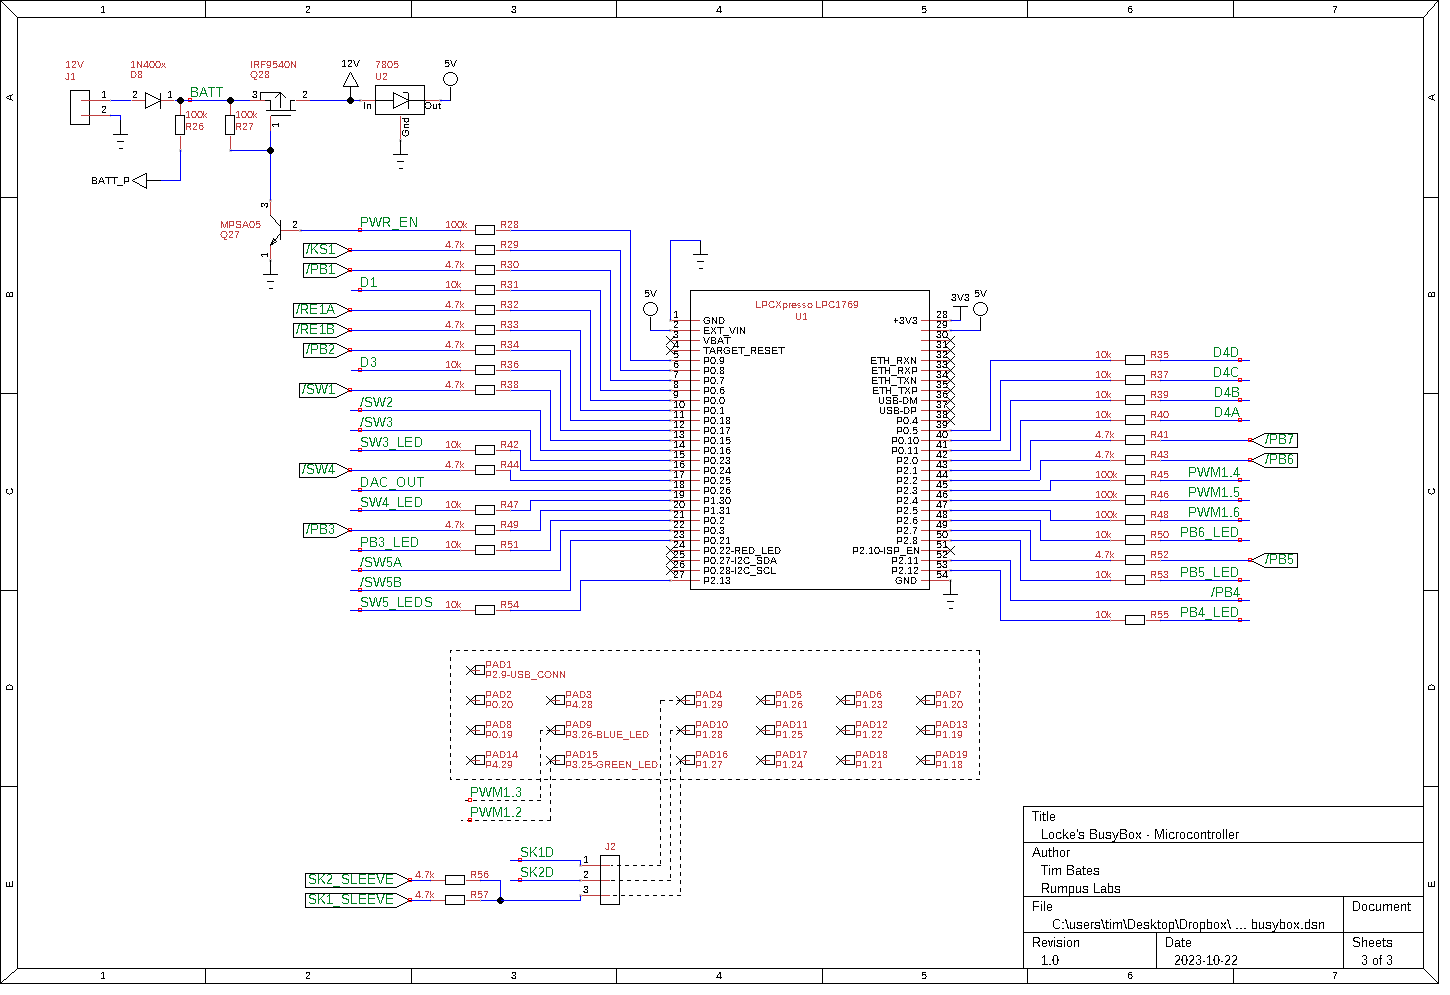 1 2 3 4 5 6 7
A A
B B
C C
D D
E E
12V
J1
1
2
1N400x
D8
2 1
BATT
100k
R26
100k
R27
BATT_P
IRF9540N
Q28
3 2
1
12V
7805
U2
In Out
Gnd
5V
MPSA05
Q27
3
2
1
PWR_EN 100k R28
/KS1 4.7k R29
/PB1 4.7k R30
D1 10k R31
/RE1A 4.7k R32
/RE1B 4.7k R33
/PB2 4.7k R34
D3 10k R36
/SW1 4.7k R38
/SW2
/SW3
SW3_LED 10k R42
/SW4 4.7k R44
DAC_OUT
SW4_LED 10k R47
/PB3 4.7k R49
PB3_LED 10k R51
/SW5A
/SW5B
SW5_LEDS 10k R54
5V
LPCXpresso LPC1769
U1
3V3 5V
1 GND
2 EXT_VIN
3 VBAT
4 TARGET_RESET
5 P0.9
6 P0.8
7 P0.7
8 P0.6
9 P0.0
10 P0.1
11 P0.18
12 P0.17
13 P0.15
14 P0.16
15 P0.23
16 P0.24
17 P0.25
18 P0.26
19 P1.30
20 P1.31
21 P0.2
22 P0.3
23 P0.21
24 P0.22-RED_LED
25 P0.27-I2C_SDA
26 P0.28-I2C_SCL
27 P2.13
+3V3 28
29
30
31
ETH_RXN 32
ETH_RXP 33
ETH_TXN 34
ETH_TXP 35
USB-DM 36
USB-DP 37
P0.4 38
P0.5 39
P0.10 40
P0.11 41
P2.0 42
P2.1 43
P2.2 44
P2.3 45
P2.4 46
P2.5 47
P2.6 48
P2.7 49
P2.8 50
P2.10-ISP_EN 51
P2.11 52
P2.12 53
GND 54
10k R35 D4D
10k R37 D4C
10k R39 D4B
10k R40 D4A
4.7k R41 /PB7
4.7k R43 /PB6
100k R45 PWM1.4
100k R46 PWM1.5
100k R48 PWM1.6
10k R50 PB6_LED
4.7k R52 /PB5
10k R53 PB5_LED
/PB4
10k R55 PB4_LED
PAD1
P2.9-USB_CONN
PAD2 PAD3 PAD4 PAD5 PAD6 PAD7
P0.20 P4.28 P1.29 P1.26 P1.23 P1.20
PAD8 PAD9 PAD10 PAD11 PAD12 PAD13
P0.19 P3.26-BLUE_LED P1.28 P1.25 P1.22 P1.19
PAD14 PAD15 PAD16 PAD17 PAD18 PAD19
P4.29 P3.25-GREEN_LED P1.27 P1.24 P1.21 P1.18
PWM1.3
PWM1.2
J2
SK1D 1
SK2D 2
3
SK2_SLEEVE 4.7k R56
SK1_SLEEVE 4.7k R57
Title
Locke's BusyBox - Microcontroller
Author
Tim Bates
Rumpus Labs
File Document
C:\users\tim\Desktop\Dropbox\ ... busybox.dsn
Revision Date Sheets
1.0 2023-10-22 3 of 3
1 2 3 4 5 6 7